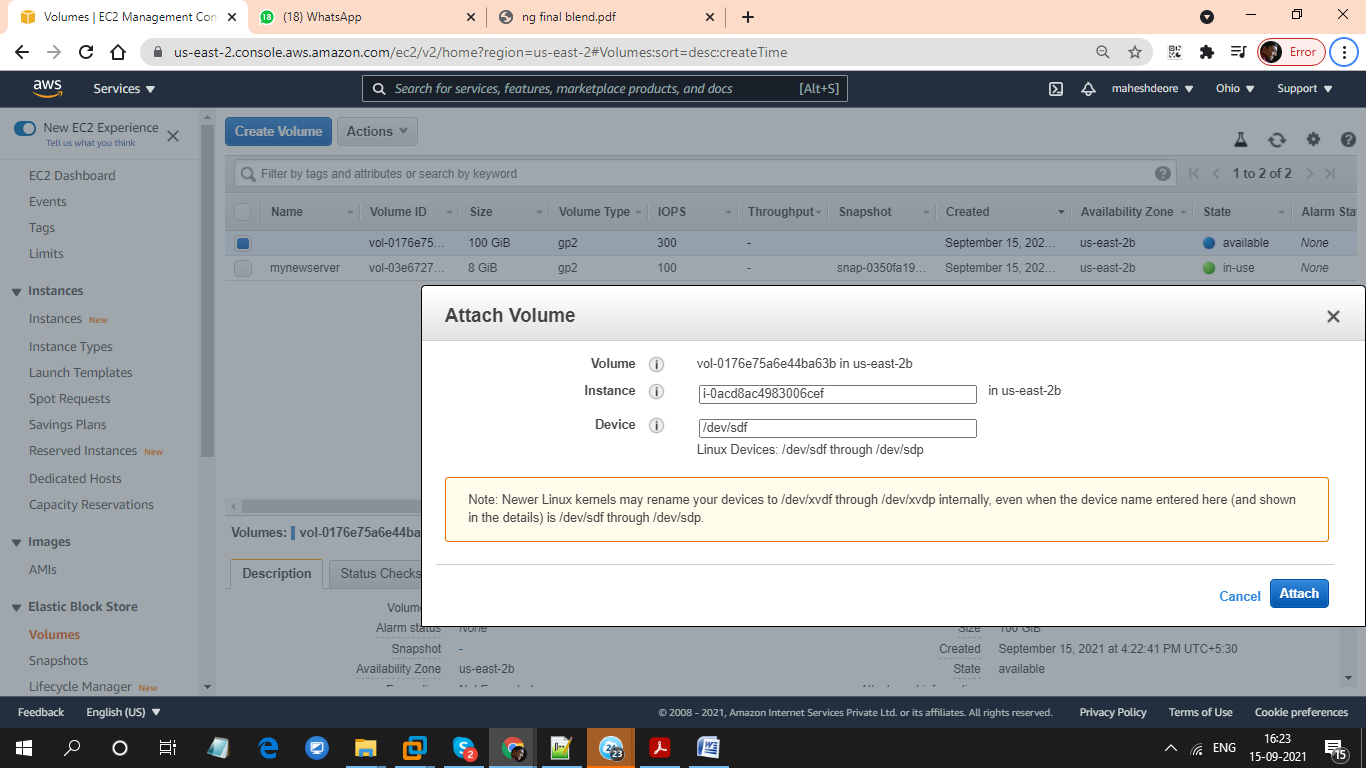 Volumes | EC2 Management Con
(18) WhatsApp
ng final blend.pdf
us-east-2.console.aws.amazon.com/ec2/v2/home?region=us-east-2#Volumes:sort=desc:createTime
Error
aws
Services
Search for services, features, marketplace products, and docs
[Alt+S]
maheshdeore
Ohio
Support
New EC2 Experience
Tell us what you think
EC2 Dashboard
Events
Tags
Limits
Instances
Instances New
Instance Types
Launch Templates
Spot Requests
Savings Plans
Reserved Instances New
Dedicated Hosts
Capacity Reservations
Images
AMIs
Elastic Block Store
Volumes
Snapshots
Lifecycle Manager New
Create Volume
Actions
Filter by tags and attributes or search by keyword
1 to 2 of 2
Name Volume ID Size Volume Type IOPS Throughput Snapshot Created Availability Zone State Alarm Sta
vol-0176e75... 100 GiB gp2 300 - September 15, 202... us-east-2b available None
mynewserver vol-03e6727... 8 GiB gp2 100 - snap-0350fa19... September 15, 202... us-east-2b in-use None
Attach Volume
Volume vol-0176e75a6e44ba63b in us-east-2b
Instance i-0acd8ac4983006cef in us-east-2b
Device /dev/sdf
Linux Devices: /dev/sdf through /dev/sdp
Note: Newer Linux kernels may rename your devices to /dev/xvdf through /dev/xvdp internally, even when the device name entered here (and shown
in the details) is /dev/sdf through /dev/sdp.
Cancel
Attach
Volumes: vol-0176e75a6e44ba
Description
Status Checks
Alarm status None
Size 100 GiB
Snapshot -
Created September 15, 2021 at 4:22:41 PM UTC+5:30
Availability Zone us-east-2b
State available
Feedback
English (US)
© 2008 - 2021, Amazon Internet Services Private Ltd. or its affiliates. All rights reserved.
Privacy Policy
Terms of Use
Cookie preferences
ENG
16:23
15-09-2021